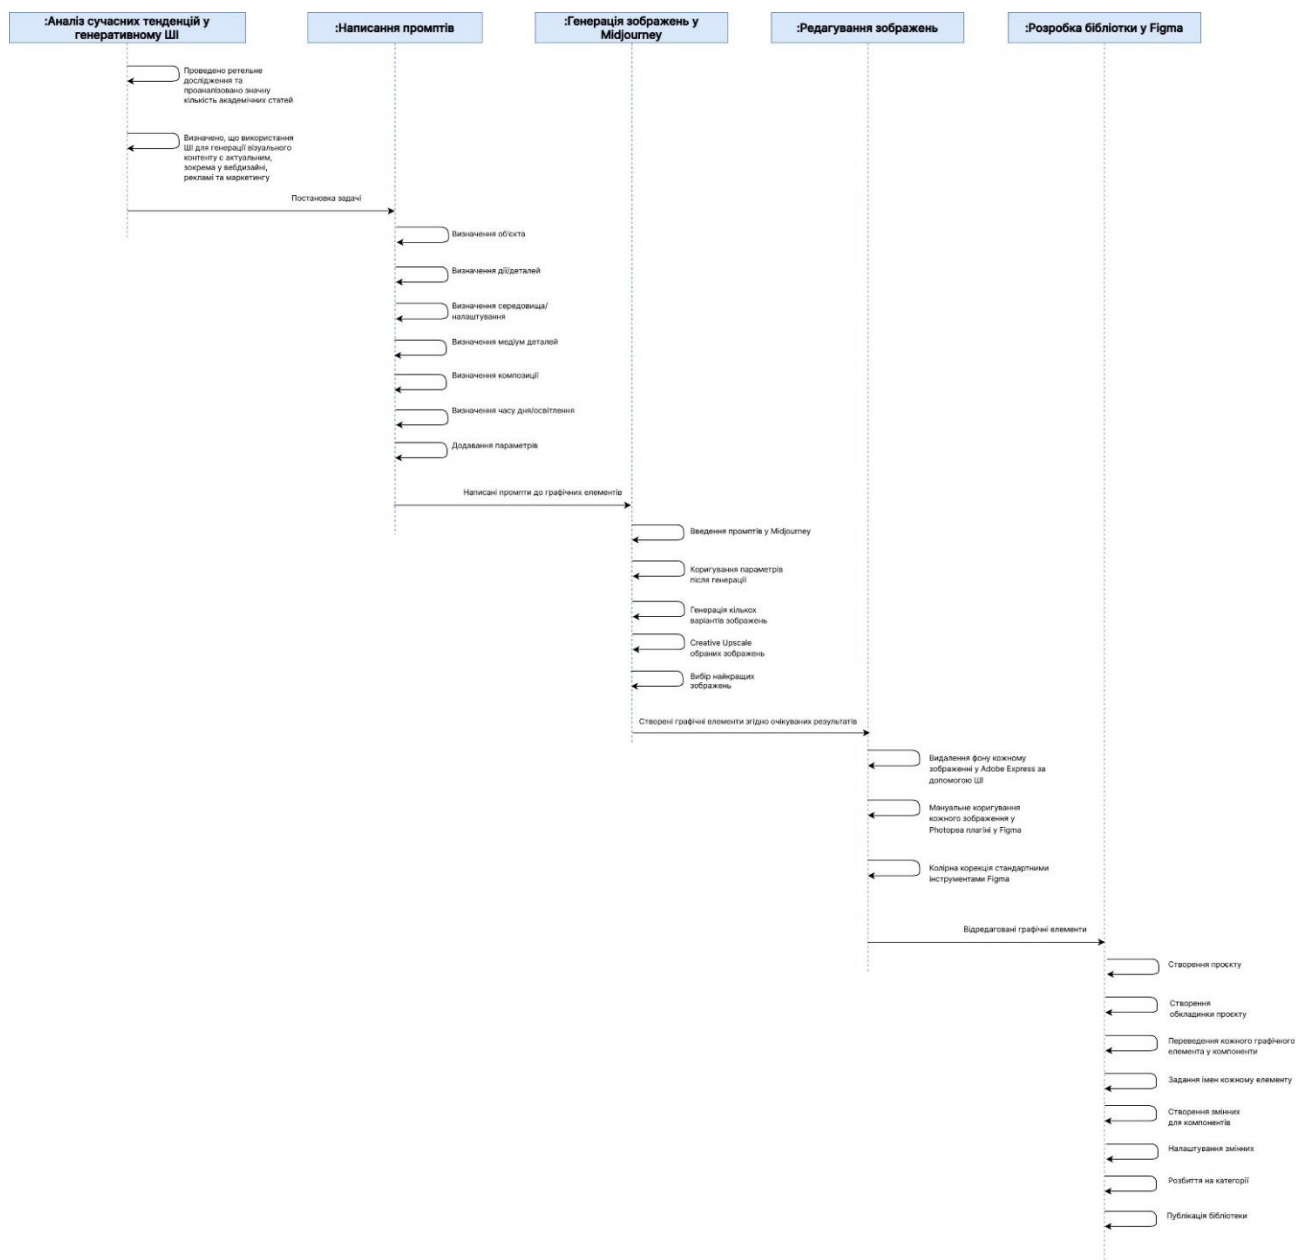 :Аналіз сучасних тенденцій у
генеративному ШІ
:Написання промптів
:Генерація зображень у
Midjourney
:Редагування зображень
:Розробка бібліотки у Figma
Проведено ретельне
дослідження та
проаналізовано значну
кількість академічних статей
Визначено, що використання
ШІ для генерації візуального
контенту є актуальним,
зокрема у вебдизайні,
рекламі та маркетингу
Постановка задачі
Визначення об'єкта
Визначення дії/деталей
Визначення середовища/
налаштування
Визначення медіум деталей
Визначення композиції
Визначення часу дня/освітлення
Додавання параметрів
Написані промпти до графічних елементів
Введення промптів у Midjourney
Коригування параметрів
після генерації
Генерація кількох
варіантів зображень
Creative Upscale
обраних зображень
Вибір найкращих
зображень
Створені графічні елементи згідно очікуваних результатів
Видалення фону кожному
зображенні у Adobe Express за
допомогою ШІ
Мануальне коригування
кожного зображення у
Photopea плагіні у Figma
Колірна корекція стандартними
інструментами Figma
Відредаговані графічні елементи
Створення проєкту
Створення
обкладинки проєкту
Переведення кожного графічного
елемента у компоненти
Задання імен кожному елементу
Створення змінних
для компонентів
Налаштування змінних
Розбиття на категорії
Публікація бібліотеки